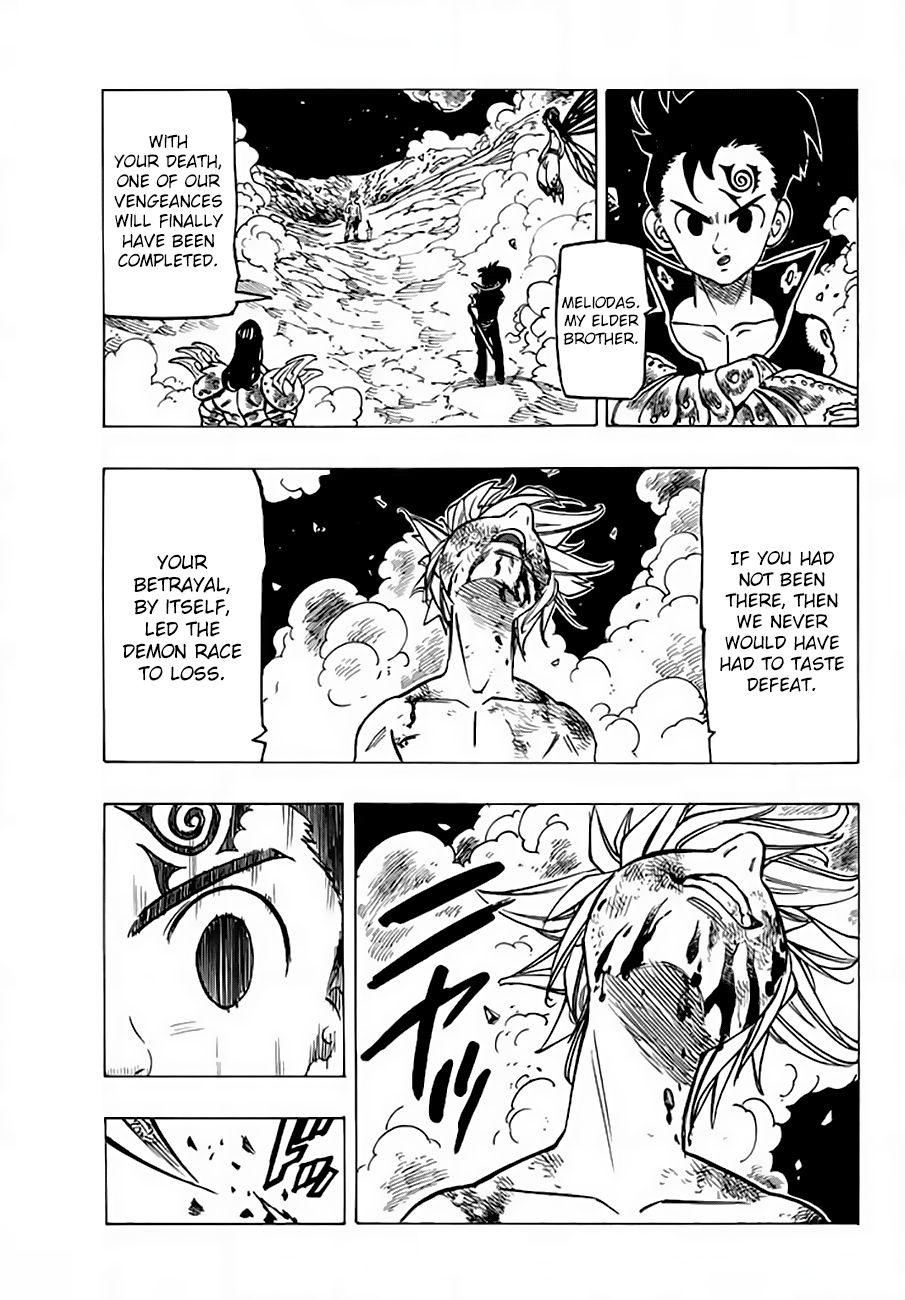 MELIODAS.
MY ELDER
BROTHER.
WITH
YOUR DEATH,
ONE OF OUR
VENGEANCES
WILL FINALLY
HAVE BEEN
COMPLETED.
IF YOU HAD
NOT BEEN
THERE, THEN
WE NEVER
WOULD HAVE
HAD TO TASTE
DEFEAT.
YOUR
BETRAYAL,
BY ITSELF,
LED THE
DEMON RACE
TO LOSS.
ニヤッ
ドッ